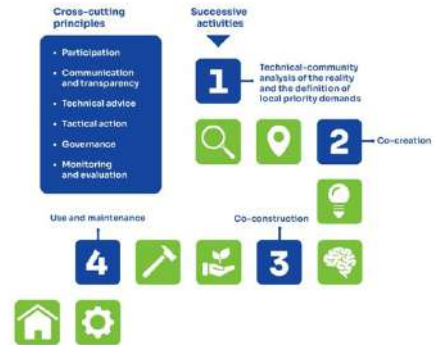 Cross-cutting
principles
• Participation
• Communication
and transparency
• Technical advice
• Tactical action
• Governance
• Monitoring
and evaluation
Successive
activities
1
Technical-community
analysis of the reality
and the definition of
local priority demands
2
Co-creation
Co-construction
3
Use and maintenance
4